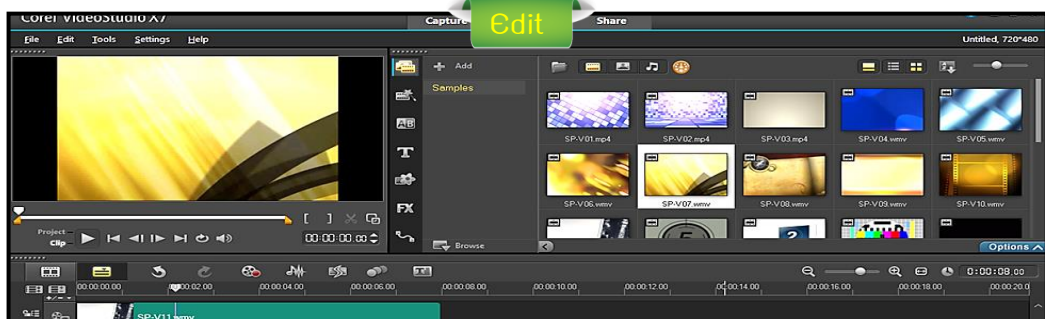 Corel VideoStudio X7
Capture Edit Share
File Edit Tools Settings Help
Untitled, 720*480
Add
Samples
SP-V01.mp4 SP-V02.mp4 SP-V03.mp4 SP-V04.wmv SP-V05.wmv
AB
T
SP-V06.wmv SP-V07.wmv SP-V08.wmv SP-V09.wmv SP-V10.wmv
FX
Project
Clip
00:00:00.00
Browse
Options
0:00:08.00
00:00:00.00 00:00:02.00 00:00:04.00 00:00:06.00 00:00:08.00 00:00:10.00 00:00:12.00 00:00:14.00 00:00:16.00 00:00:18.00 00:00:20.0
SP-V11.wmv